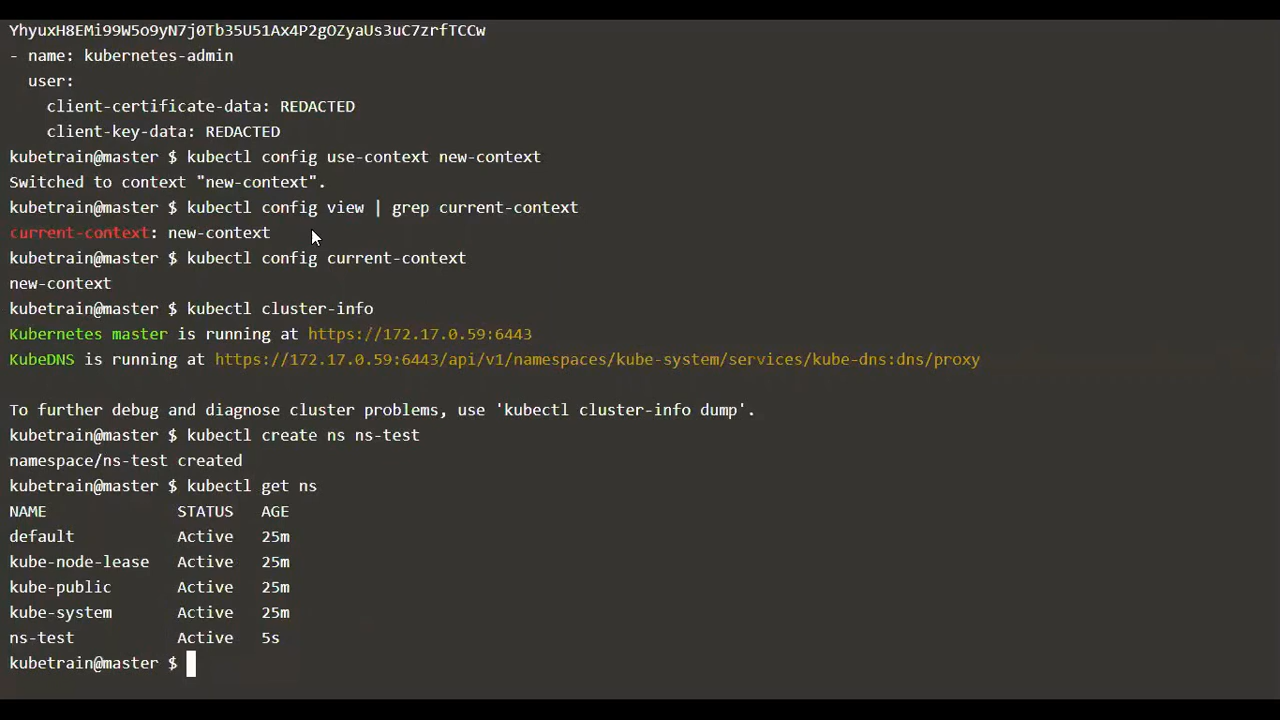 YhyuxH8EMi99W5o9yN7j0Tb35U51Ax4P2gOZyaUs3uC7zrfTCCw
- name: kubernetes-admin
  user:
    client-certificate-data: REDACTED
    client-key-data: REDACTED
kubetrain@master $ kubectl config use-context new-context
Switched to context "new-context".
kubetrain@master $ kubectl config view | grep current-context
current-context: new-context
kubetrain@master $ kubectl config current-context
new-context
kubetrain@master $ kubectl cluster-info
Kubernetes master is running at https://172.17.0.59:6443
KubeDNS is running at https://172.17.0.59:6443/api/v1/namespaces/kube-system/services/kube-dns:dns/proxy
To further debug and diagnose cluster problems, use 'kubectl cluster-info dump'.
kubetrain@master $ kubectl create ns ns-test
namespace/ns-test created
kubetrain@master $ kubectl get ns
NAME              STATUS   AGE
default           Active   25m
kube-node-lease   Active   25m
kube-public       Active   25m
kube-system       Active   25m
ns-test           Active   5s
kubetrain@master $